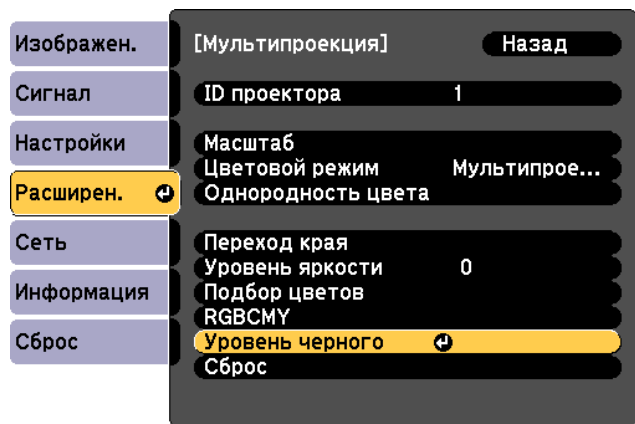 Изображен.
Сигнал
Настройки
Расширен.
Сеть
Информация
Сброс
[Мультипроекция] Назад
ID проектора 1
Масштаб
Цветовой режим Мультипрое...
Однородность цвета
Переход края
Уровень яркости 0
Подбор цветов
RGBCMY
Уровень черного
Сброс